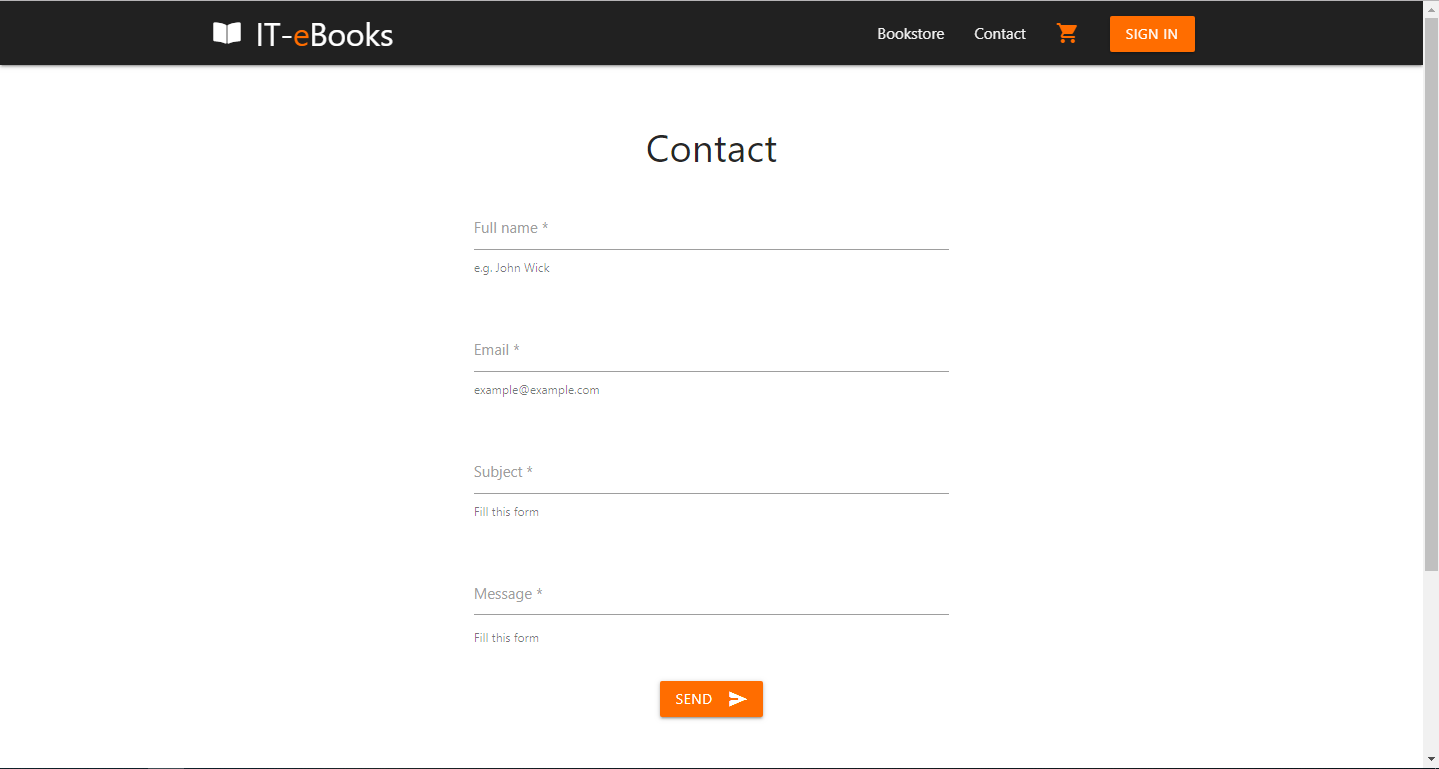 IT-eBooks
Bookstore
Contact
SIGN IN
Contact
Full name *
e.g. John Wick
Email *
example@example.com
Subject *
Fill this form
Message *
Fill this form
SEND